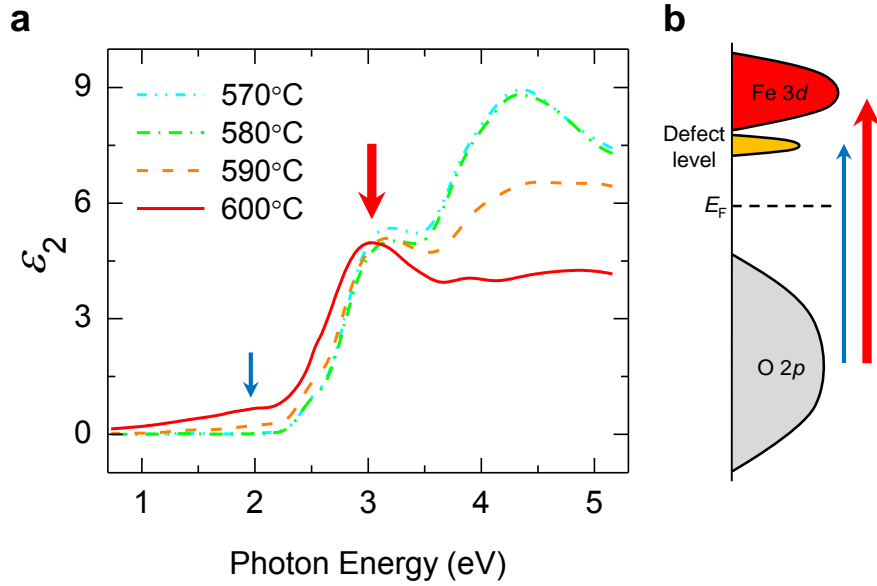 a
570°C
580°C
590°C
600°C
9
6
3
0
ε2
1
2
3
4
5
Photon Energy (eV)
b
Fe 3d
Defect
level
EF
O 2p